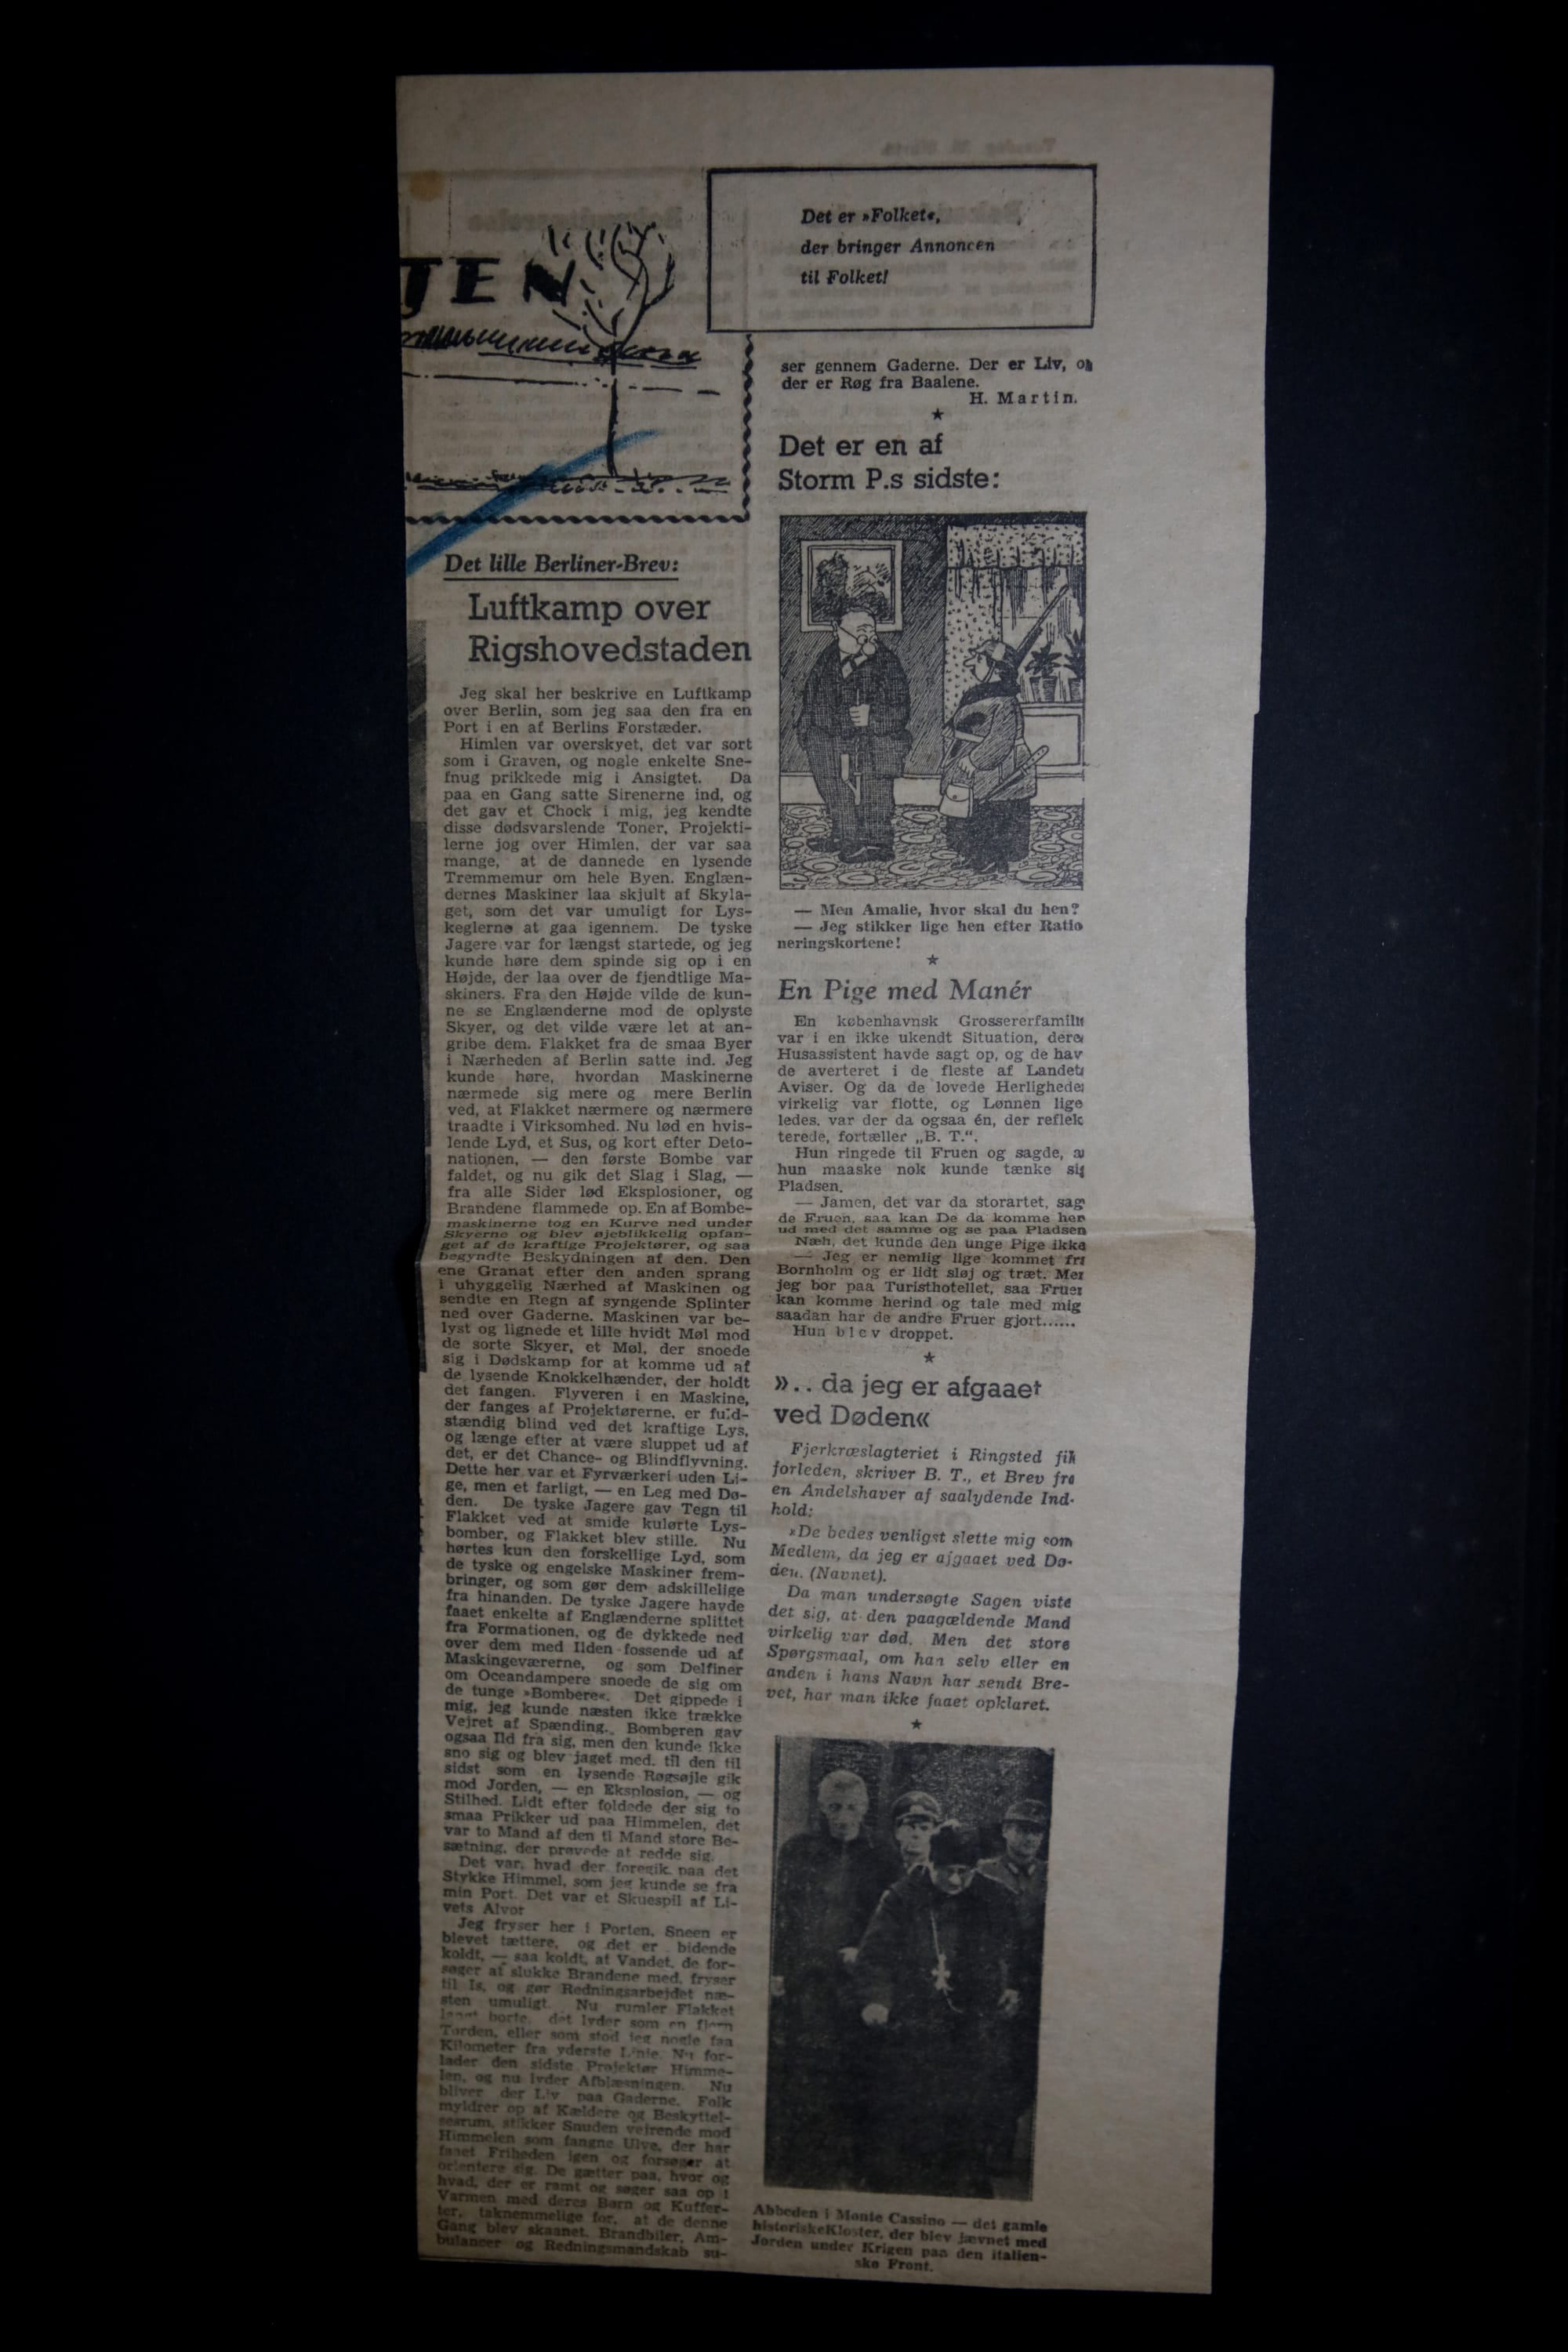 TEN
Det er »Folket«,
der bringer Annoncen
til Folket!
Det lille Berliner-Brev:
Luftkamp over
Rigshovedstaden
Jeg skal her beskrive en Luftkamp
over Berlin, som jeg saa den fra en
Port i en af Berlins Forstæder.
Himlen var overskyet, det var sort
som i Graven, og nogle enkelte Sne-
fnug prikkede mig i Ansigtet. Da
paa en Gang satte Sirenerne ind, og
det gav et Chock i mig, jeg kendte
disse dødsvarslende Toner, Projekti-
lerne jog over Himlen, der var saa
mange, at de dannede en lysende
Tremmemur om hele Byen. Englæn-
dernes Maskiner laa skjult af Skyla-
get, som det var umuligt for Lys-
keglerne at gaa igennem. De tyske
Jagere var for længst startede, og jeg
kunde høre dem spinde sig op i en
Højde, der laa over de fjendtlige Ma-
skiners. Fra den Højde vilde de kun-
ne se Englænderne mod de oplyste
Skyer, og det vilde være let at an-
gribe dem. Flakket fra de smaa Byer
i Nærheden af Berlin satte ind. Jeg
kunde høre, hvordan Maskinerne
nærmede sig mere og mere Berlin
ved, at Flakket nærmere og nærmere
traadte i Virksomhed. Nu lød en hvis-
lende Lyd, et Sus, og kort efter Deto-
nationen, — den første Bombe var
faldet, og nu gik det Slag i Slag, —
fra alle Sider lød Eksplosioner, og
Brandene flammede op. En af Bombe-
maskinerne tog en Kurve ned under
Skyerne og blev øjeblikkelig opfan-
get af de kraftige Projektører, og saa
begyndte Beskydningen af den. Den
ene Granat efter den anden sprang
i uhyggelig Nærhed af Maskinen og
sendte en Regn af syngende Splinter
ned over Gaderne. Maskinen var be-
lyst og lignede et lille hvidt Møl mod
de sorte Skyer, et Møl, der snoede
sig i Dødskamp for at komme ud af
de lysende Knokkelhænder, der holdt
det fangen. Flyveren i en Maskine,
der fanges af Projektørerne, er fuld-
stændig blind ved det kraftige Lys,
og længe efter at være sluppet ud af
det, er det Chance- og Blindflyvning.
Dette her var et Fyrværkeri uden Li-
ge, men et farligt, — en Leg med Dø-
den. De tyske Jagere gav Tegn til
Flakket ved at smide kulørte Lys-
bomber, og Flakket blev stille. Nu
hørtes kun den forskellige Lyd, som
de tyske og engelske Maskiner frem-
bringer, og som gør dem adskillelige
fra hinanden. De tyske Jagere havde
faaet enkelte af Englænderne splittet
fra Formationen, og de dykkede ned
over dem med Ilden fossende ud af
Maskingeværerne, og som Delfiner
om Oceandampere snoede de sig om
de tunge »Bombere«. Det gippede i
mig, jeg kunde næsten ikke trække
Vejret af Spænding. Bomberen gav
ogsaa Ild fra sig, men den kunde ikke
sno sig og blev jaget med, til den til
sidst som en lysende Røgsøjle gik
mod Jorden, — en Eksplosion, — og
Stilhed. Lidt efter foldede der sig to
smaa Prikker ud paa Himmelen, det
var to Mand af den ti Mand store Be-
sætning, der prøvede at redde sig.
Det var, hvad der foregik paa det
Stykke Himmel, som jeg kunde se fra
min Port. Det var et Skuespil af Li-
vets Alvor
Jeg fryser her i Porten, Sneen er
blevet tættere, og det er bidende
koldt, — saa koldt, at Vandet, de for-
søger at slukke Brandene med, fryser
til Is, og gør Redningsarbejdet næ-
sten umuligt. Nu rumler Flakket
langt borte, det lyder som en fjern
Torden, eller som stod jeg nogle faa
Kilometer fra yderste Linie. Nu for-
lader den sidste Projektør Himme-
len, og nu lyder Afblæsningen. Nu
bliver der Liv paa Gaderne. Folk
myldrer op af Kældere og Beskyttel-
sesrum, stikker Snuden vejrende mod
Himmelen som fangne Ulve, der har
faaet Friheden igen og forsøger at
orientere sig. De gætter paa, hvor og
hvad, der er ramt og søger saa op i
Varmen med deres Børn og Kuffer-
ter, taknemmelige for, at de denne
Gang blev skaanet. Brandbiler, Am-
bulancer og Redningsmandskab su-
ser gennem Gaderne. Der er Liv, o
der er Røg fra Baalene.
H. Martin.
★
Det er en af
Storm P.s sidste:
— Men Amalie, hvor skal du hen?
— Jeg stikker lige hen efter Ratio
neringskortene!
★
En Pige med Manér
En københavnsk Grossererfamili
var i en ikke ukendt Situation, dere
Husassistent havde sagt op, og de hav
de averteret i de fleste af Landet
Aviser. Og da de lovede Herlighede
virkelig var flotte, og Lønnen lige
ledes, var der da ogsaa én, der reflek
terede, fortæller „B. T.“.
Hun ringede til Fruen og sagde, a
hun maaske nok kunde tænke si
Pladsen.
— Jamen, det var da storartet, sag
de Fruen, saa kan De da komme her
ud med det samme og se paa Pladsen
Næh, det kunde den unge Pige ikke
— Jeg er nemlig lige kommet fr
Bornholm og er lidt sløj og træt. Me
jeg bor paa Turisthotellet, saa Frue
kan komme herind og tale med mig
saadan har de andre Fruer gjort......
Hun blev droppet.
★
».. da jeg er afgaaet
ved Døden«
Fjerkræslagteriet i Ringsted fik
forleden, skriver B. T., et Brev fra
en Andelshaver af saalydende Ind-
hold:
»De bedes venligst slette mig som
Medlem, da jeg er afgaaet ved Dø-
den. (Navnet).
Da man undersøgte Sagen viste
det sig, at den paagældende Mand
virkelig var død. Men det store
Spørgsmaal, om han selv eller en
anden i hans Navn har sendt Bre-
vet, har man ikke faaet opklaret.
★
Abbeden i Monte Cassino — det gamle
historiskeKloster, der blev jævnet med
Jorden under Krigen paa den italien-
ske Front.